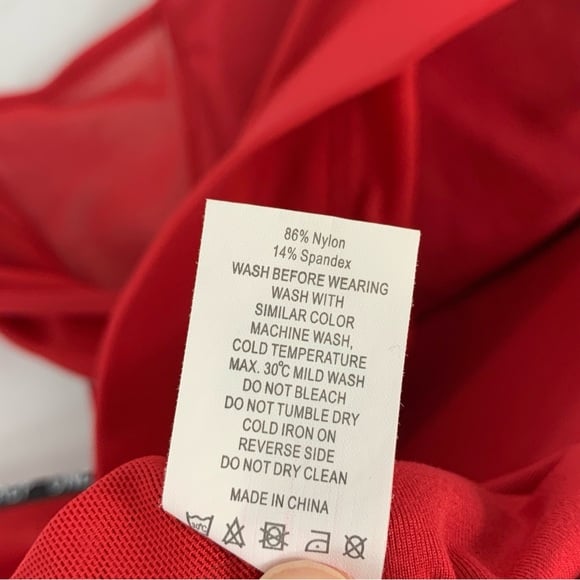 86% Nylon
14% Spandex
WASH BEFORE WEARING
WASH WITH
SIMILAR COLOR
MACHINE WASH,
COLD TEMPERATURE
MAX. 30°C MILD WASH
DO NOT BLEACH
DO NOT TUMBLE DRY
COLD IRON ON
REVERSE SIDE
DO NOT DRY CLEAN
MADE IN CHINA
30°C